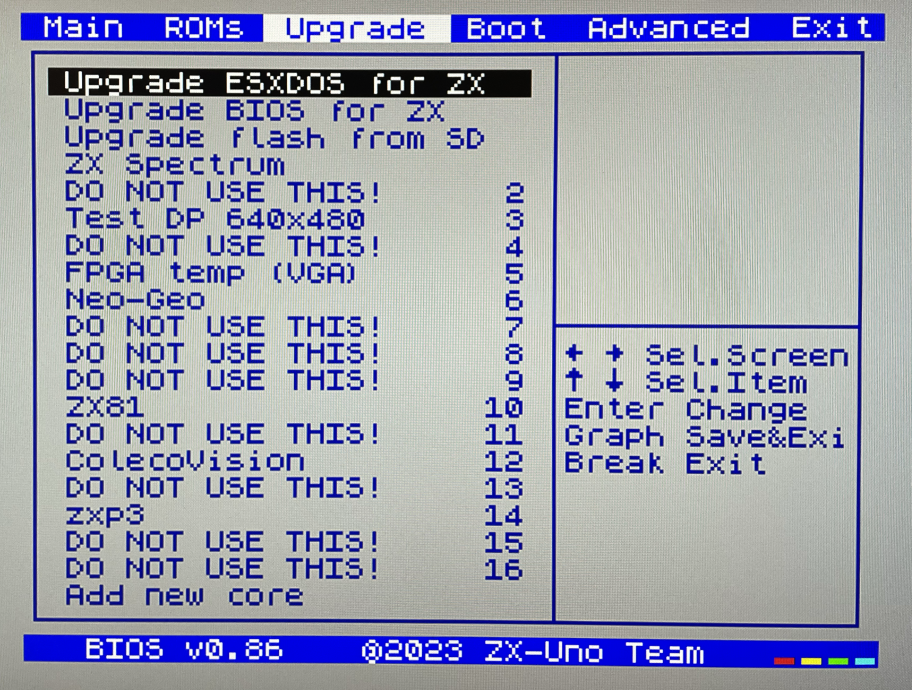 Main ROMs Upgrade Boot Advanced Exit
Upgrade ESXDOS for ZX
Upgrade BIOS for ZX
Upgrade flash from SD
ZX Spectrum
DO NOT USE THIS! 2
Test DP 640x480 3
DO NOT USE THIS! 4
FPGA temp (VGA) 5
Neo-Geo 6
DO NOT USE THIS! 7
DO NOT USE THIS! 8
DO NOT USE THIS! 9
ZX81 10
DO NOT USE THIS! 11
ColecoVision 12
DO NOT USE THIS! 13
zxp3 14
DO NOT USE THIS! 15
DO NOT USE THIS! 16
Add new core
← → Sel.Screen
↑ ↓ Sel.Item
Enter Change
Graph Save&Exi
Break Exit
BIOS v0.86 @2023 ZX-Uno Team